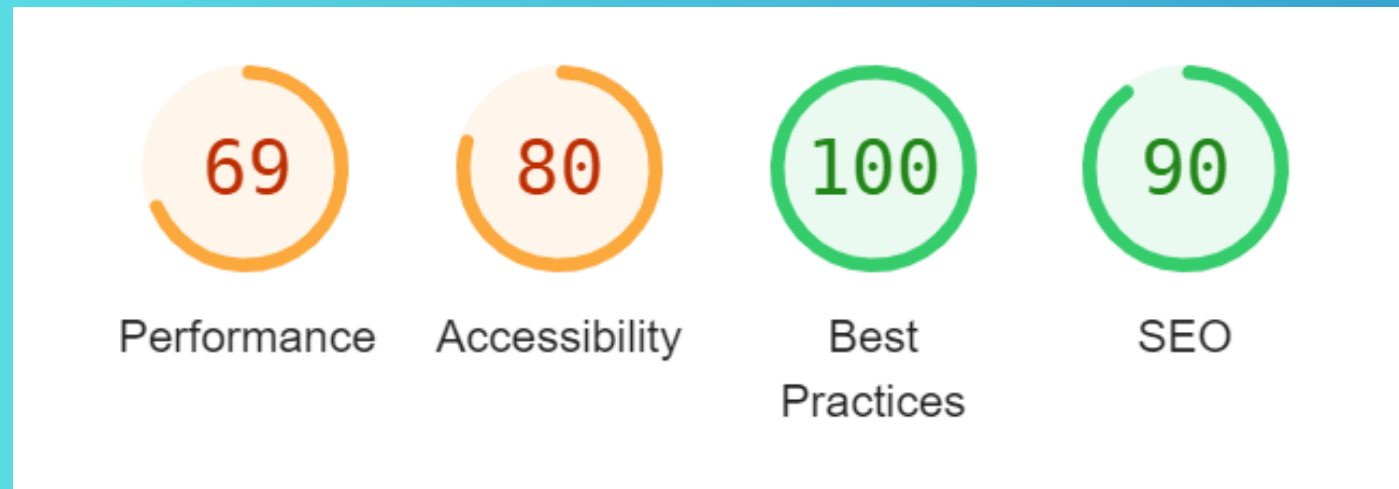 69
80
100
90
Performance
Accessibility
Best
Practices
SEO